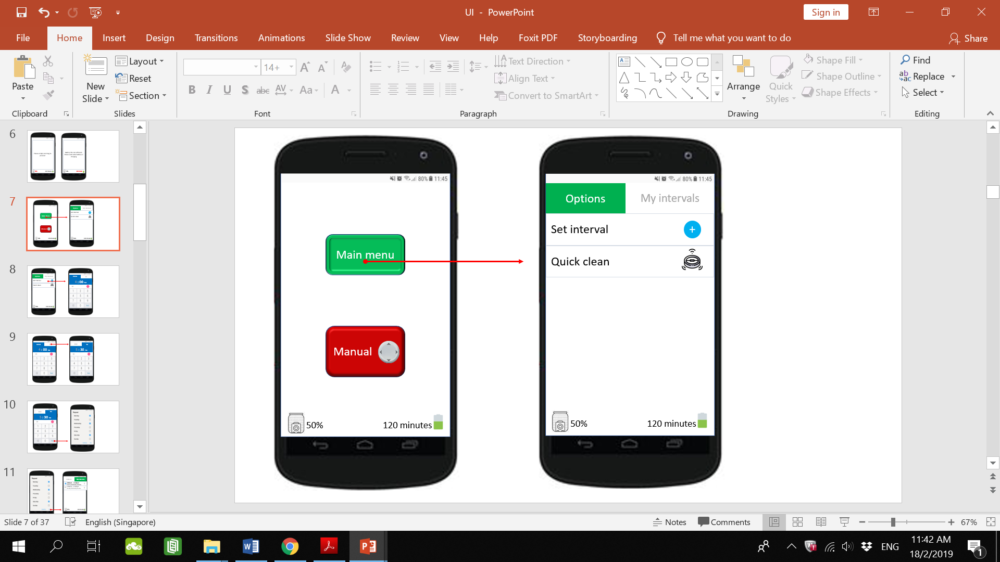 UI - PowerPoint
Sign in
File Home Insert Design Transitions Animations Slide Show Review View Help Foxit PDF Storyboarding Tell me what you want to do Share
Paste
New Slide
Layout
Reset
Section
14+
B I U S abc AV Aa A
Text Direction
Align Text
Convert to SmartArt
Arrange
Quick Styles
Shape Fill
Shape Outline
Shape Effects
Find
Replace
Select
Clipboard Slides Font Paragraph Drawing Editing
6
7
8
9
10
11
80% 11:45
Main menu
Manual
50% 120 minutes
80% 11:45
Options My intervals
Set interval
Quick clean
50% 120 minutes
Slide 7 of 37 English (Singapore) Notes Comments 67%
ENG
11:42 AM
18/2/2019
1